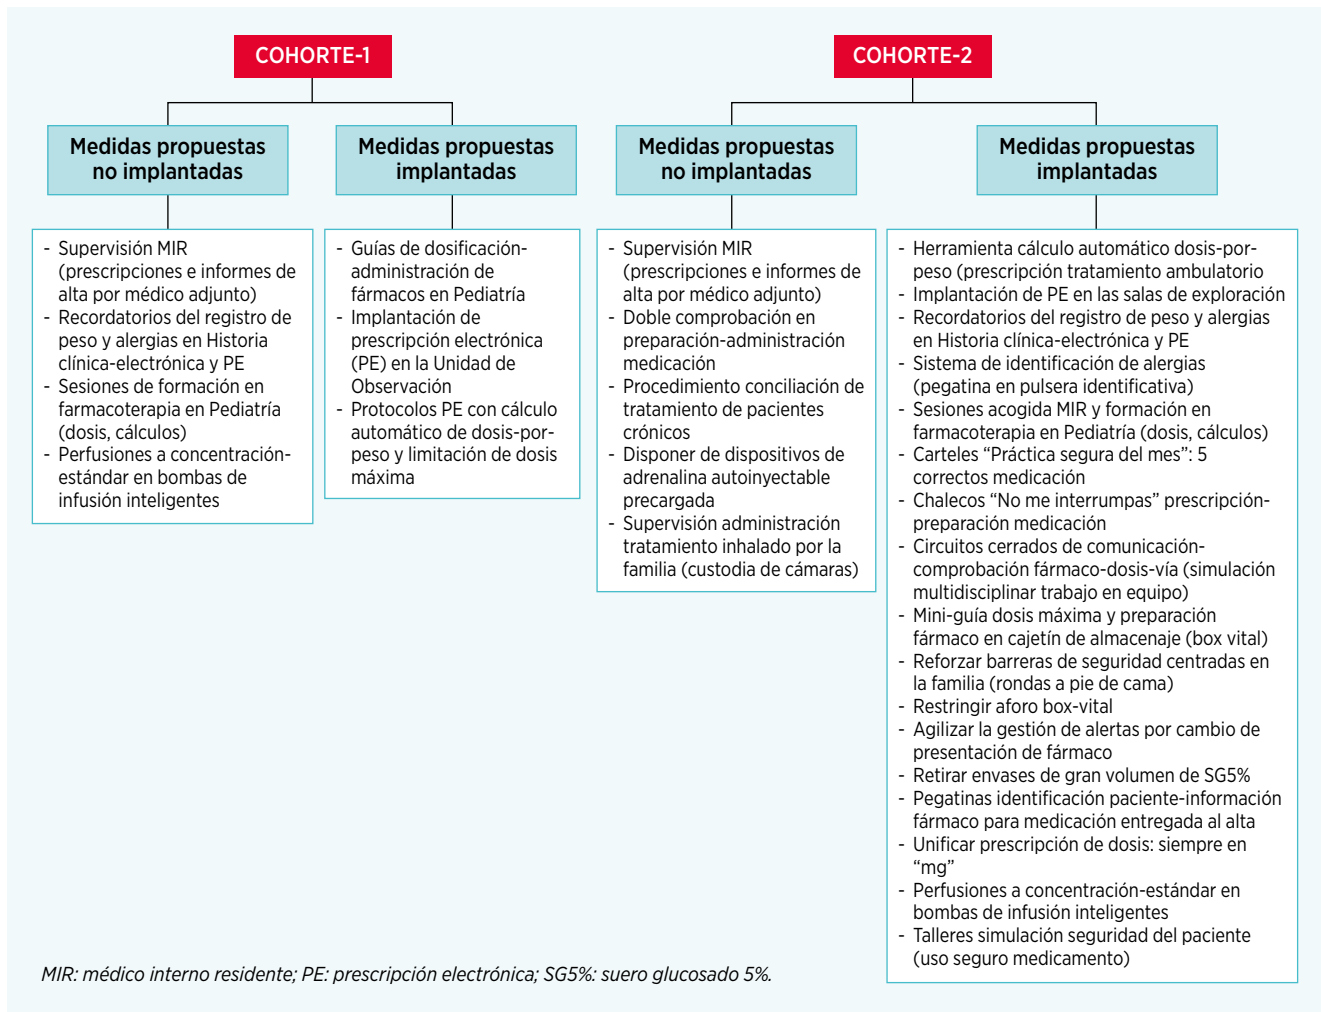 COHORTE-1
Medidas propuestas
no implantadas
- Supervisión MIR
(prescripciones e informes de
alta por médico adjunto)
- Recordatorios del registro de
peso y alergias en Historia
clínica-electrónica y PE
- Sesiones de formación en
farmacoterapia en Pediatría
(dosis, cálculos)
- Perfusiones a concentración-
estándar en bombas de
infusión inteligentes
Medidas propuestas
implantadas
- Guías de dosificación-
administración de
fármacos en Pediatría
- Implantación de
prescripción electrónica
(PE) en la Unidad de
Observación
- Protocolos PE con cálculo
automático de dosis-por-
peso y limitación de dosis
máxima
COHORTE-2
Medidas propuestas
no implantadas
- Supervisión MIR
(prescripciones e informes de
alta por médico adjunto)
- Doble comprobación en
preparación-administración
medicación
- Procedimiento conciliación de
tratamiento de pacientes
crónicos
- Disponer de dispositivos de
adrenalina autoinyectable
precargada
- Supervisión administración
tratamiento inhalado por la
familia (custodia de cámaras)
Medidas propuestas
implantadas
- Herramienta cálculo automático dosis-por-
peso (prescripción tratamiento ambulatorio
- Implantación de PE en las salas de exploración
- Recordatorios del registro de peso y alergias
en Historia clínica-electrónica y PE
- Sistema de identificación de alergias
(pegatina en pulsera identificativa)
- Sesiones acogida MIR y formación en
farmacoterapia en Pediatría (dosis, cálculos)
- Carteles “Práctica segura del mes”: 5
correctos medicación
- Chalecos “No me interrumpas” prescripción-
preparación medicación
- Circuitos cerrados de comunicación-
comprobación fármaco-dosis-vía (simulación
multidisciplinar trabajo en equipo)
- Mini-guía dosis máxima y preparación
fármaco en cajetín de almacenaje (box vital)
- Reforzar barreras de seguridad centradas en
la familia (rondas a pie de cama)
- Restringir aforo box-vital
- Agilizar la gestión de alertas por cambio de
presentación de fármaco
- Retirar envases de gran volumen de SG5%
- Pegatinas identificación paciente-información
fármaco para medicación entregada al alta
- Unificar prescripción de dosis: siempre en
“mg”
- Perfusiones a concentración-estándar en
bombas de infusión inteligentes
- Talleres simulación seguridad del paciente
(uso seguro medicamento)
MIR: médico interno residente; PE: prescripción electrónica; SG5%: suero glucosado 5%.